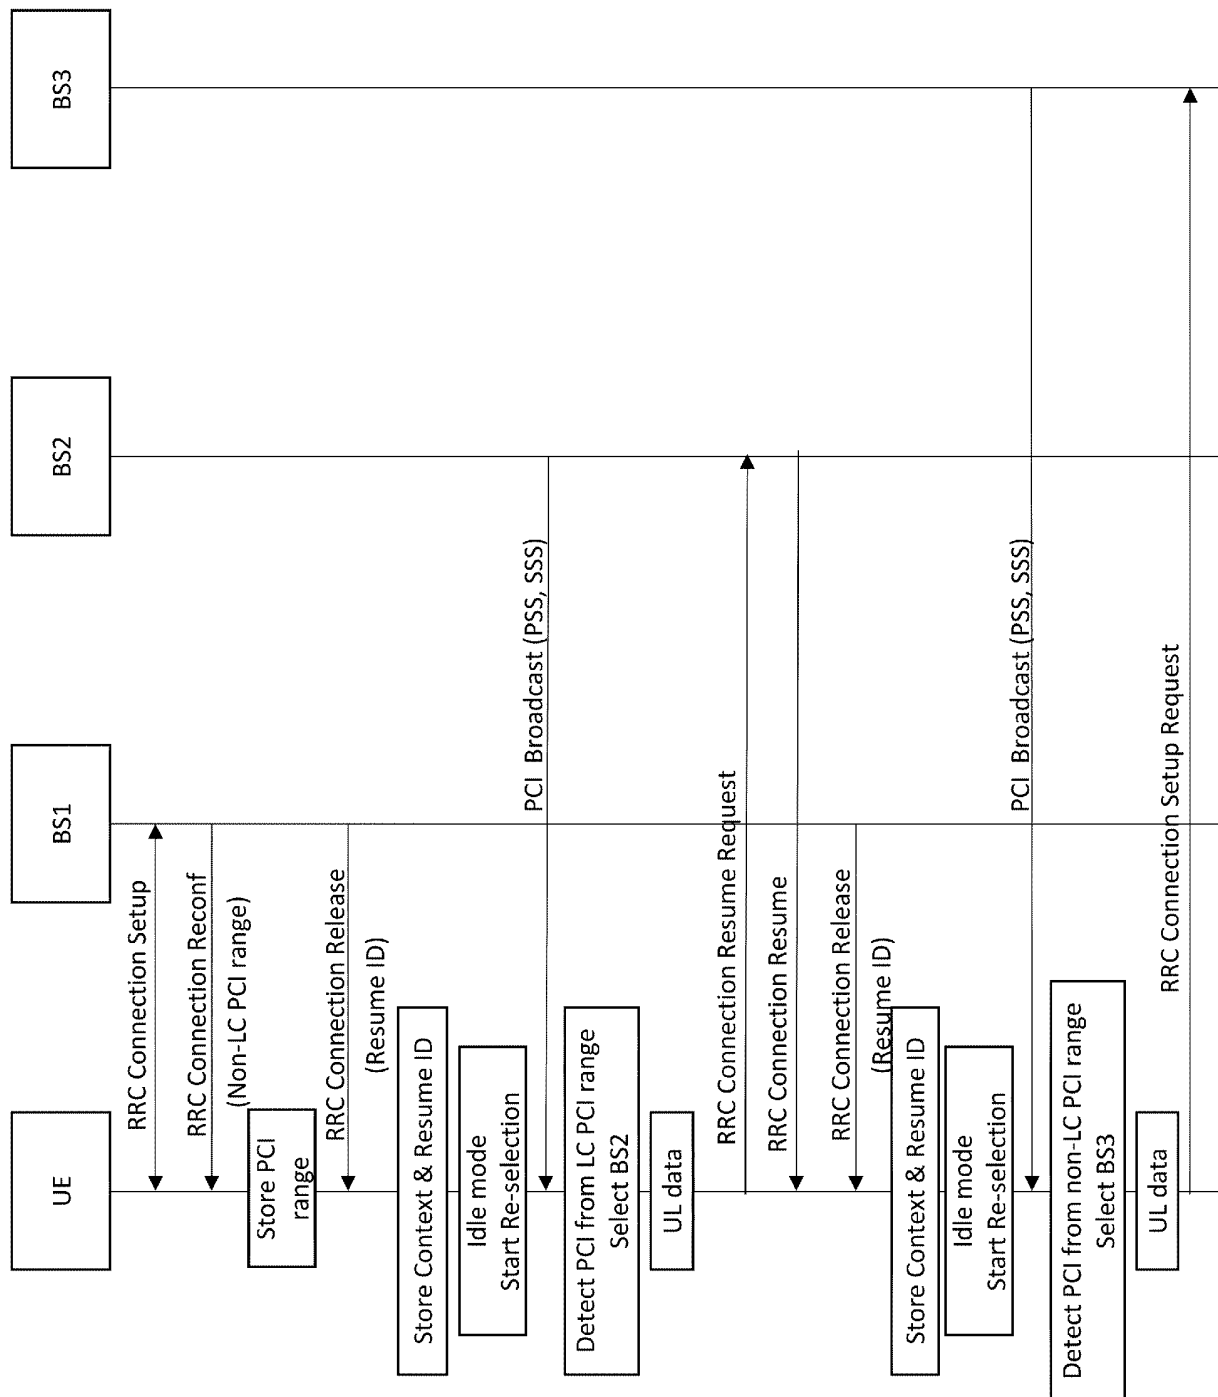 UE
BS1
BS2
BS3
RRC Connection Setup
RRC Connection Reconf
(Non-LC PCI range)
Store PCI
range
RRC Connection Release
(Resume ID)
Store Context & Resume ID
Idle mode
Start Re-selection
PCI Broadcast (PSS, SSS)
Detect PCI from LC PCI range
Select BS2
UL data
RRC Connection Resume Request
RRC Connection Resume
RRC Connection Release
(Resume ID)
Store Context & Resume ID
Idle mode
Start Re-selection
PCI Broadcast (PSS, SSS)
Detect PCI from non-LC PCI range
Select BS3
UL data
RRC Connection Setup Request